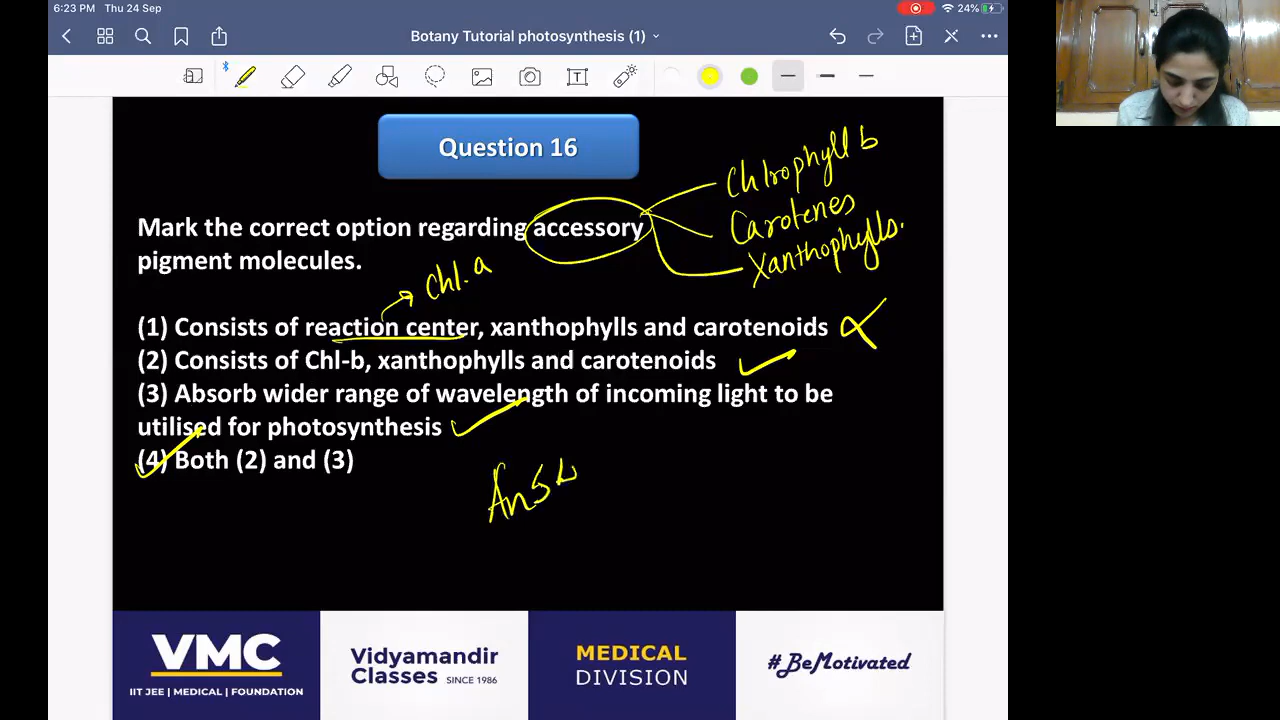 6:23 PM Thu 24 Sep
24%
Botany Tutorial photosynthesis (1)
Question 16
Chlrophyll b
Carotenes
Xanthophylls.
Mark the correct option regarding accessory
pigment molecules.
Chl. a
(1) Consists of reaction center, xanthophylls and carotenoids
(2) Consists of Chl-b, xanthophylls and carotenoids
(3) Absorb wider range of wavelength of incoming light to be
utilised for photosynthesis
(4) Both (2) and (3)
VMC
IIT JEE | MEDICAL | FOUNDATION
Vidyamandir
Classes SINCE 1986
MEDICAL
DIVISION
#BeMotivated